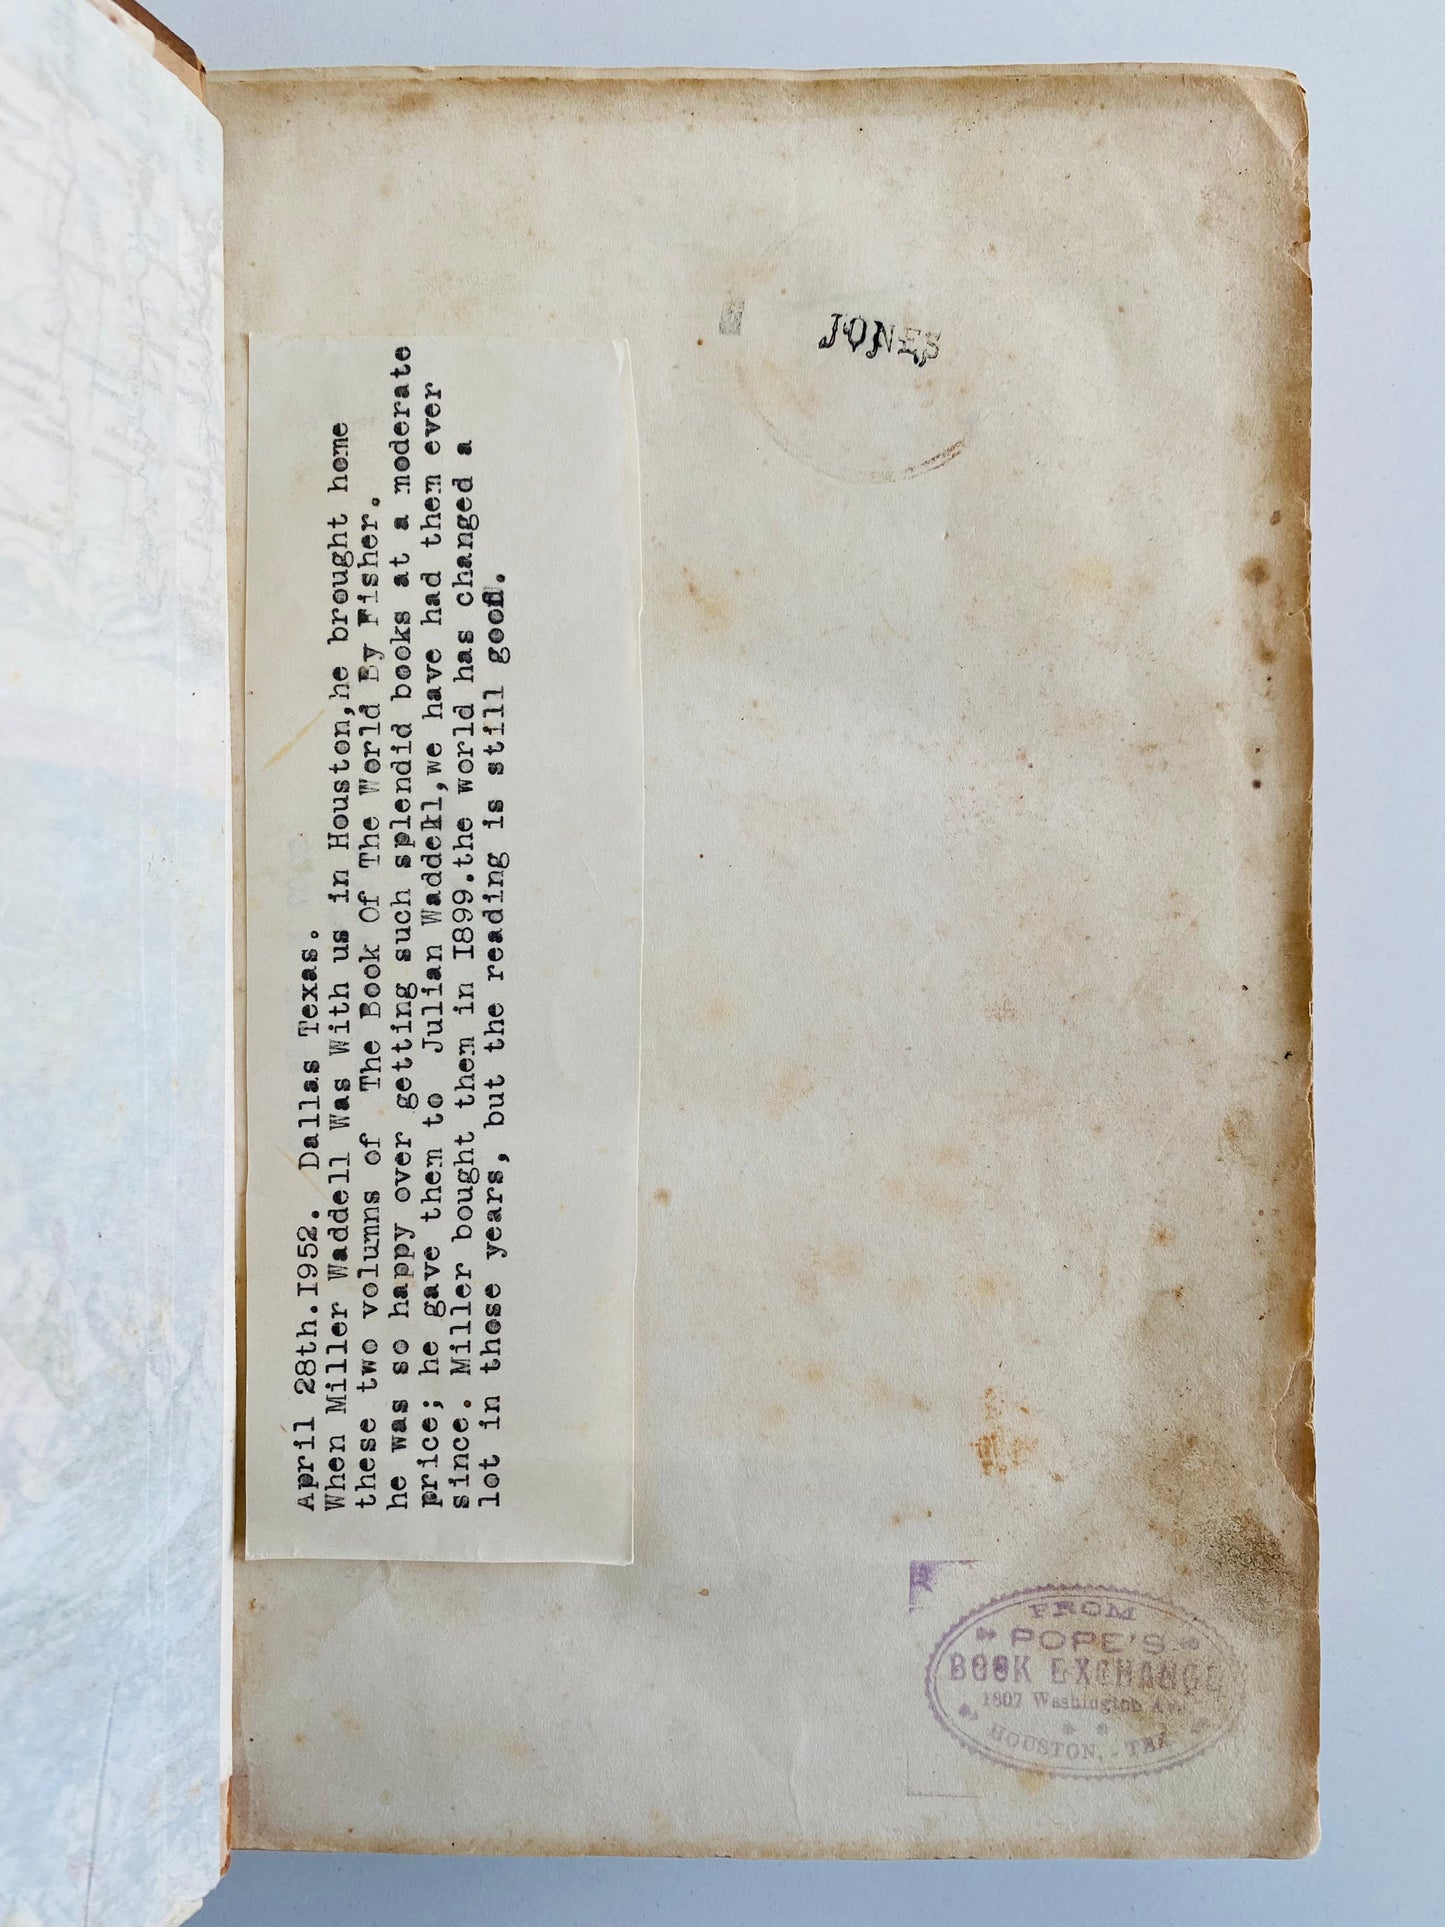 April 28th.I952. Dallas Texas.
When Miller Waddell Was With us in Houston,he brought home
these two volumns of The Book Of The World By Fisher.
he was so happy over getting such splendid books at a moderate
price; he gave them to Julian Waddell,we have had them ever
since. Miller bought them in I899.the world has changed a
lot in those years, but the reading is still good.
JONES
FROM
POPE'S
BOOK EXCHANGE
1807 Washington Av
HOUSTON, TEX